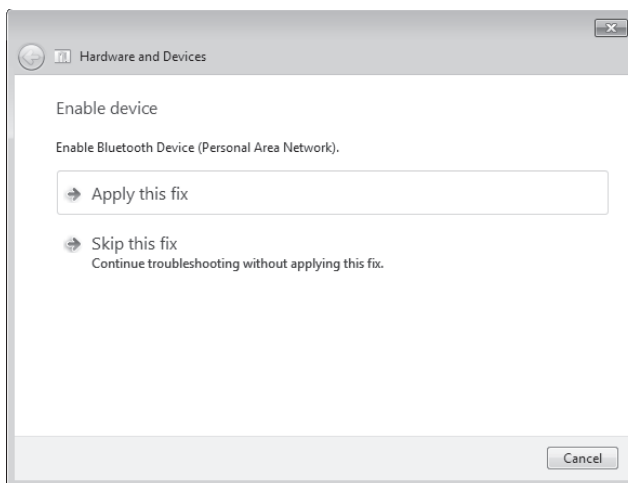 Hardware and Devices
Enable device
Enable Bluetooth Device (Personal Area Network).
Apply this fix
Skip this fix
Continue troubleshooting without applying this fix.
Cancel